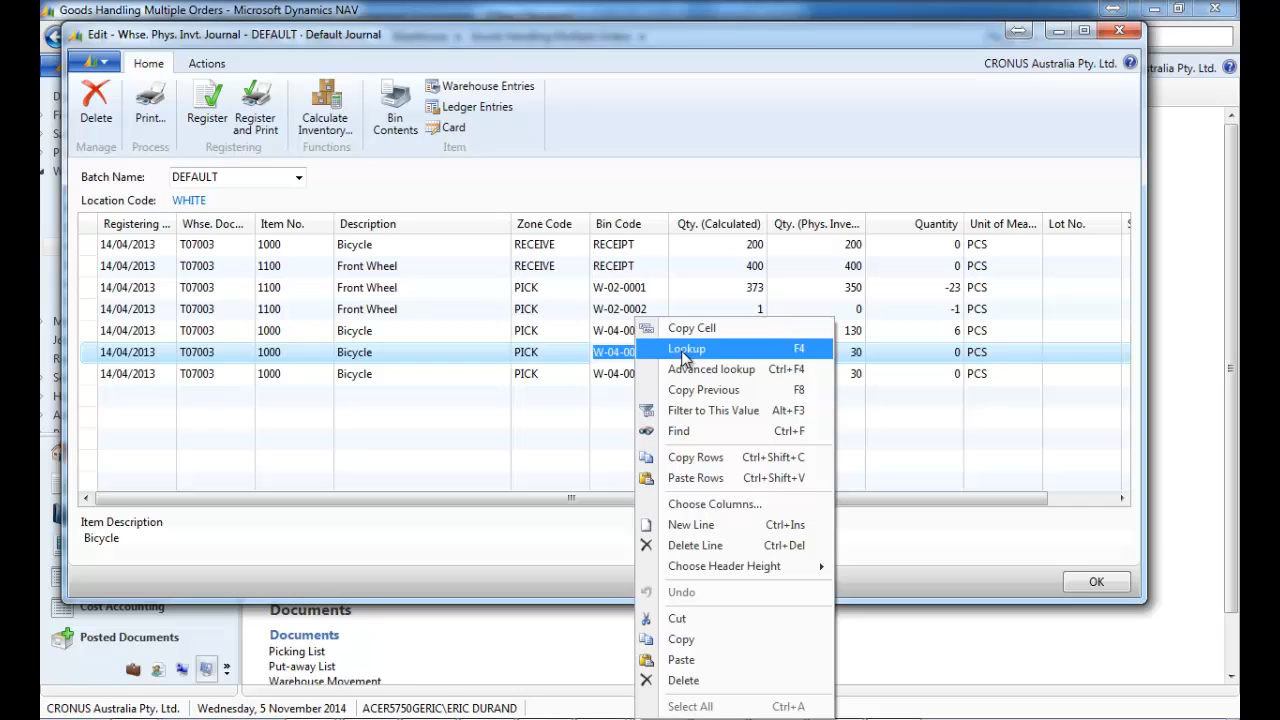 Goods Handling Multiple Orders - Microsoft Dynamics NAV
Edit - Whse. Phys. Invt. Journal - DEFAULT · Default Journal
Home Actions CRONUS Australia Pty. Ltd.
tralia Pty. Ltd.
Delete Print... Register Register and Print Calculate Inventory... Bin Contents
Warehouse Entries
Ledger Entries
Card
Manage Process Registering Functions Item
Batch Name: DEFAULT
Location Code: WHITE
Registering ... Whse. Doc... Item No. Description Zone Code Bin Code Qty. (Calculated) Qty. (Phys. Inve... Quantity Unit of Mea... Lot No.
14/04/2013 T07003 1000 Bicycle RECEIVE RECEIPT 200 200 0 PCS
14/04/2013 T07003 1100 Front Wheel RECEIVE RECEIPT 400 400 0 PCS
14/04/2013 T07003 1100 Front Wheel PICK W-02-0001 373 350 -23 PCS
14/04/2013 T07003 1100 Front Wheel PICK W-02-0002 1 0 -1 PCS
14/04/2013 T07003 1000 Bicycle PICK W-04-00 130 6 PCS
14/04/2013 T07003 1000 Bicycle PICK W-04-00 30 0 PCS
14/04/2013 T07003 1000 Bicycle PICK W-04-00 30 0 PCS
Copy Cell
Lookup F4
Advanced lookup Ctrl+F4
Copy Previous F8
Filter to This Value Alt+F3
Find Ctrl+F
Copy Rows Ctrl+Shift+C
Paste Rows Ctrl+Shift+V
Choose Columns...
New Line Ctrl+Ins
Delete Line Ctrl+Del
Choose Header Height
Undo
Cut
Copy
Paste
Delete
Select All Ctrl+A
Item Description
Bicycle
OK
Cost Accounting
Posted Documents
Documents
Documents
Picking List
Put-away List
Warehouse Movement
CRONUS Australia Pty. Ltd. Wednesday, 5 November 2014 ACER5750GERIC\ERIC DURAND